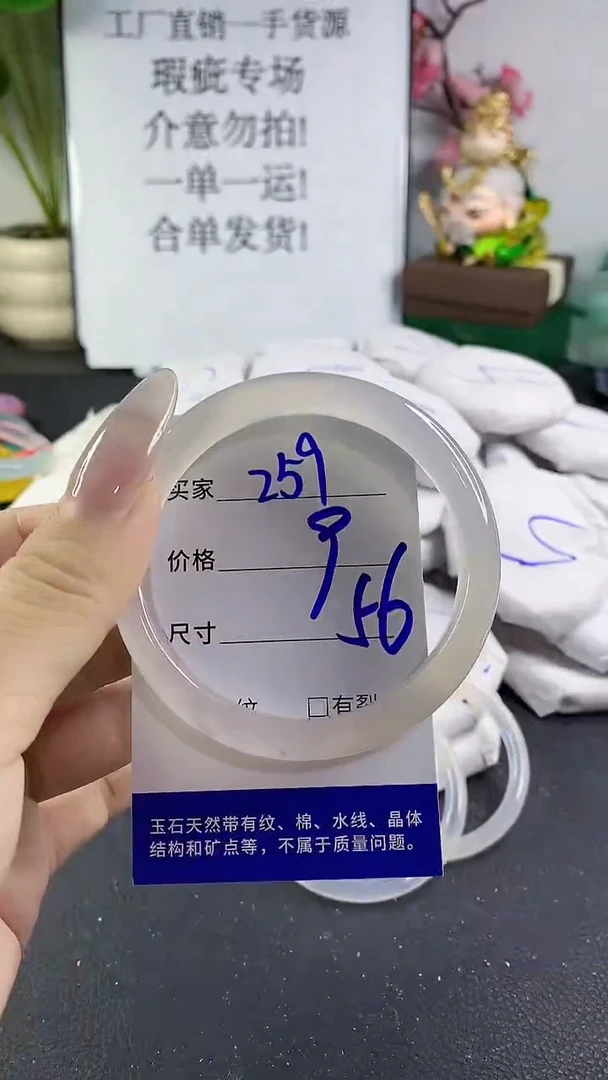 工厂直销一手货源
瑕疵专场
介意勿拍!
一单一运!
合单发货!
买家 259
价格 9
尺寸 56
纹 □有裂
玉石天然带有纹、棉、水线、晶体
结构和矿点等，不属于质量问题。